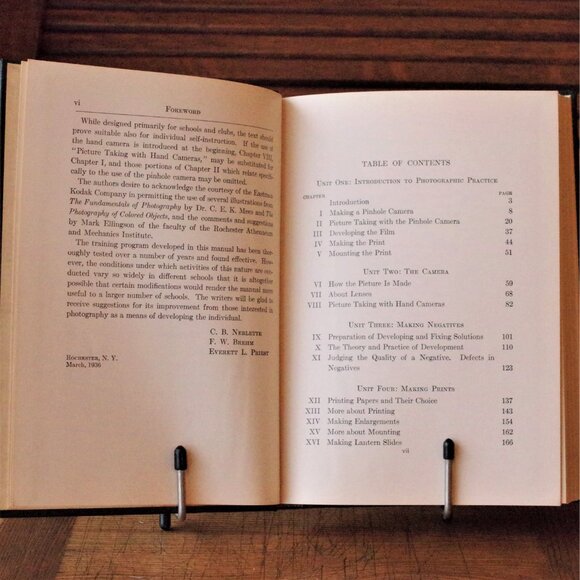 vi
FOREWORD
While designed primarily for schools and clubs, the text should
prove suitable also for individual self-instruction. If the use of
the hand camera is introduced at the beginning, Chapter VIII,
"Picture Taking with Hand Cameras," may be substituted for
Chapter I, and those portions of Chapter II which relate specifi-
cally to the use of the pinhole camera may be omitted.
The authors desire to acknowledge the courtesy of the Eastman
Kodak Company in permitting the use of several illustrations from
The Fundamentals of Photography by Dr. C. E. K. Mees and The
Photography of Colored Objects, and the comments and suggestions
by Mark Ellingson of the faculty of the Rochester Athenaeum
and Mechanics Institute.
The training program developed in this manual has been thor-
oughly tested over a number of years and found effective. How-
ever, the conditions under which activities of this nature are con-
ducted vary so widely in different schools that it is altogether
possible that certain modifications would render the manual more
useful to a larger number of schools. The writers will be glad to
receive suggestions for its improvement from those interested in
photography as a means of developing the individual.
C. B. NEBLETTE
F. W. BREHM
EVERETT L. PRIEST
ROCHESTER, N. Y.
March, 1936
TABLE OF CONTENTS
UNIT ONE: INTRODUCTION TO PHOTOGRAPHIC PRACTICE
CHAPTER PAGE
Introduction 3
I Making a Pinhole Camera 8
II Picture Taking with the Pinhole Camera 20
III Developing the Film 37
IV Making the Print 44
V Mounting the Print 51
UNIT TWO: THE CAMERA
VI How the Picture Is Made 59
VII About Lenses 68
VIII Picture Taking with Hand Cameras 82
UNIT THREE: MAKING NEGATIVES
IX Preparation of Developing and Fixing Solutions 101
X The Theory and Practice of Development 110
XI Judging the Quality of a Negative. Defects in
Negatives 123
UNIT FOUR: MAKING PRINTS
XII Printing Papers and Their Choice 137
XIII More about Printing 143
XIV Making Enlargements 154
XV More about Mounting 162
XVI Making Lantern Slides 166
vii